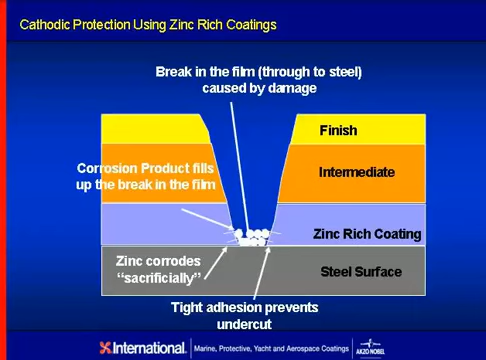 Cathodic Protection Using Zinc Rich Coatings
Break in the film (through to steel)
caused by damage
Finish
Corrosion Product fills
up the break in the film
Intermediate
Zinc Rich Coating
Zinc corrodes
“sacrificially”
Steel Surface
Tight adhesion prevents
undercut
International.
Marine, Protective, Yacht and Aerospace Coatings
AKZO NOBEL